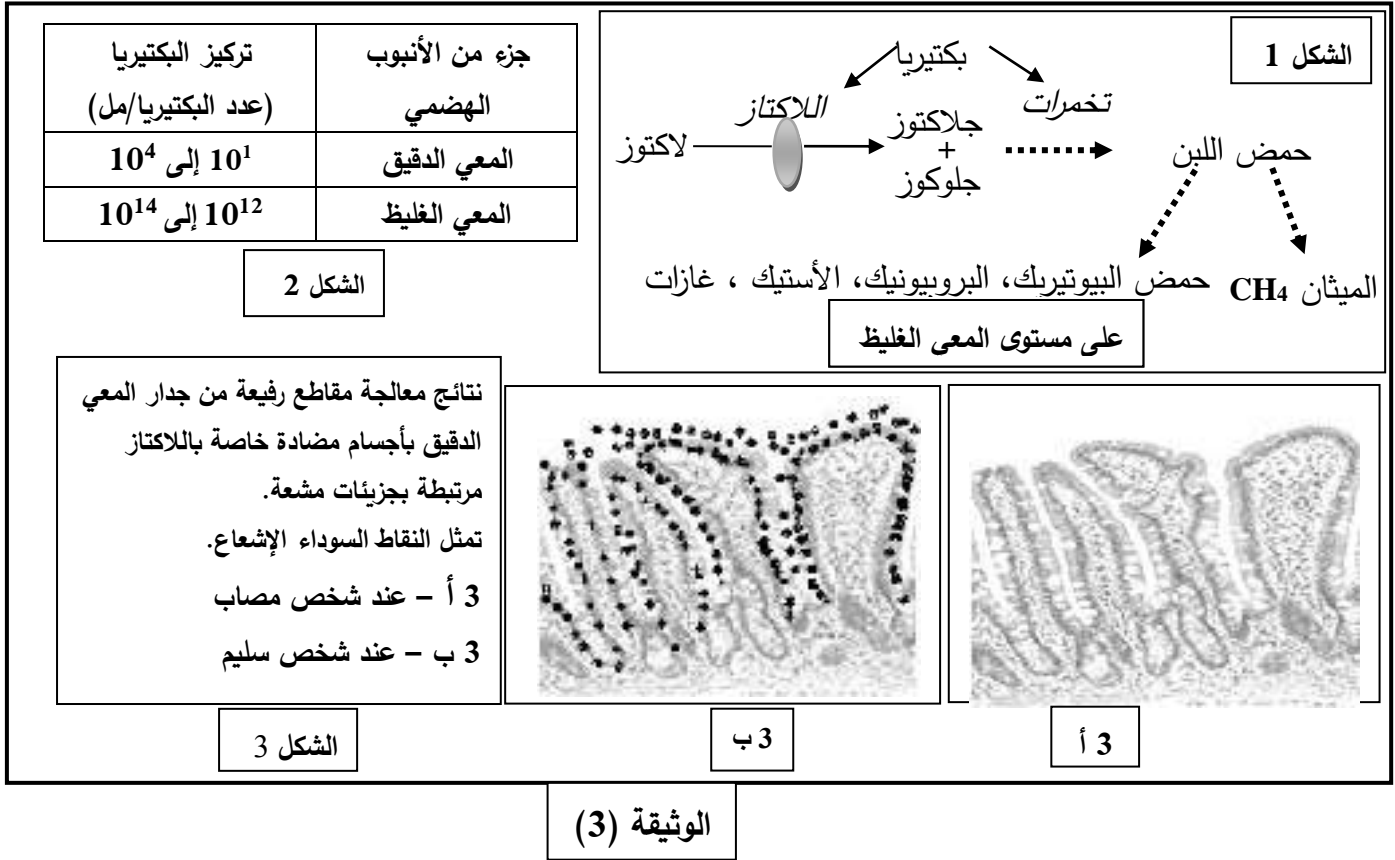 الشكل 1
بكتيريا
اللاكتاز
تخمرات
لاكتوز
جلاكتوز
+
جلوكوز
حمض اللبن
الميثان CH4
حمض البيوتيريك، البروبيونيك، الأستيك ، غازات
على مستوى المعي الغليظ
جزء من الأنبوب الهضمي
تركيز البكتيريا (عدد البكتيريا/مل)
المعي الدقيق
10¹ إلى 10⁴
المعي الغليظ
10¹² إلى 10¹⁴
الشكل 2
3 أ
3 ب
نتائج معالجة مقاطع رفيعة من جدار المعي
الدقيق بأجسام مضادة خاصة باللاكتاز
مرتبطة بجزيئات مشعة.
تمثل النقاط السوداء الإشعاع.
3 أ – عند شخص مصاب
3 ب – عند شخص سليم
الشكل 3
الوثيقة (3)